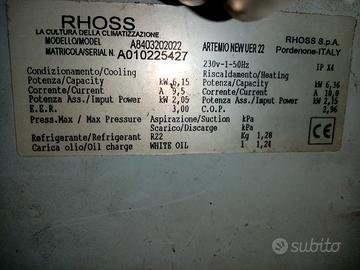 RHOSS
LA CULTURA DELLA CLIMATIZZAZIONE
RHOSS S.p.A.
Pordenone-ITALY
MODELLO/MODEL A8403202022 ARTEMIO NEW UER 22
MATRICOLA/SERIAL N. A010225427
230v-1-50Hz IP X4
Condizionamento/Cooling Riscaldamento/Heating
Potenza/Capacity kW 6,15 Potenza/Capacity kW 6,36
Corrente/Current A 9,5 Corrente/Current A 10,0
Potenza Ass./Imput Power kW 2,05 Potenza Ass./Imput Power kW 2,15
E.E.R. 3,00 C.O.P. 2,96
Press.Max / Max Pressure Aspirazione/Suction kPa
Scarico/Discharge kPa
Refrigerante/Refrigerant R22 Kg 1,28
Carica olio/Oil charge WHITE OIL l 1,24
CE
subito